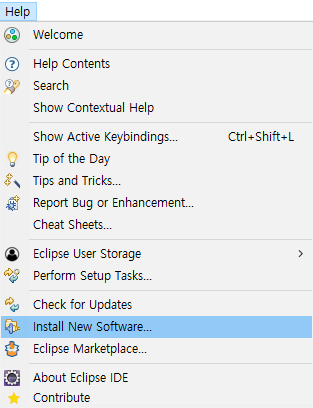 Help
Welcome
Help Contents
Search
Show Contextual Help
Show Active Keybindings... Ctrl+Shift+L
Tip of the Day
Tips and Tricks...
Report Bug or Enhancement...
Cheat Sheets...
Eclipse User Storage
Perform Setup Tasks...
Check for Updates
Install New Software...
Eclipse Marketplace...
About Eclipse IDE
Contribute